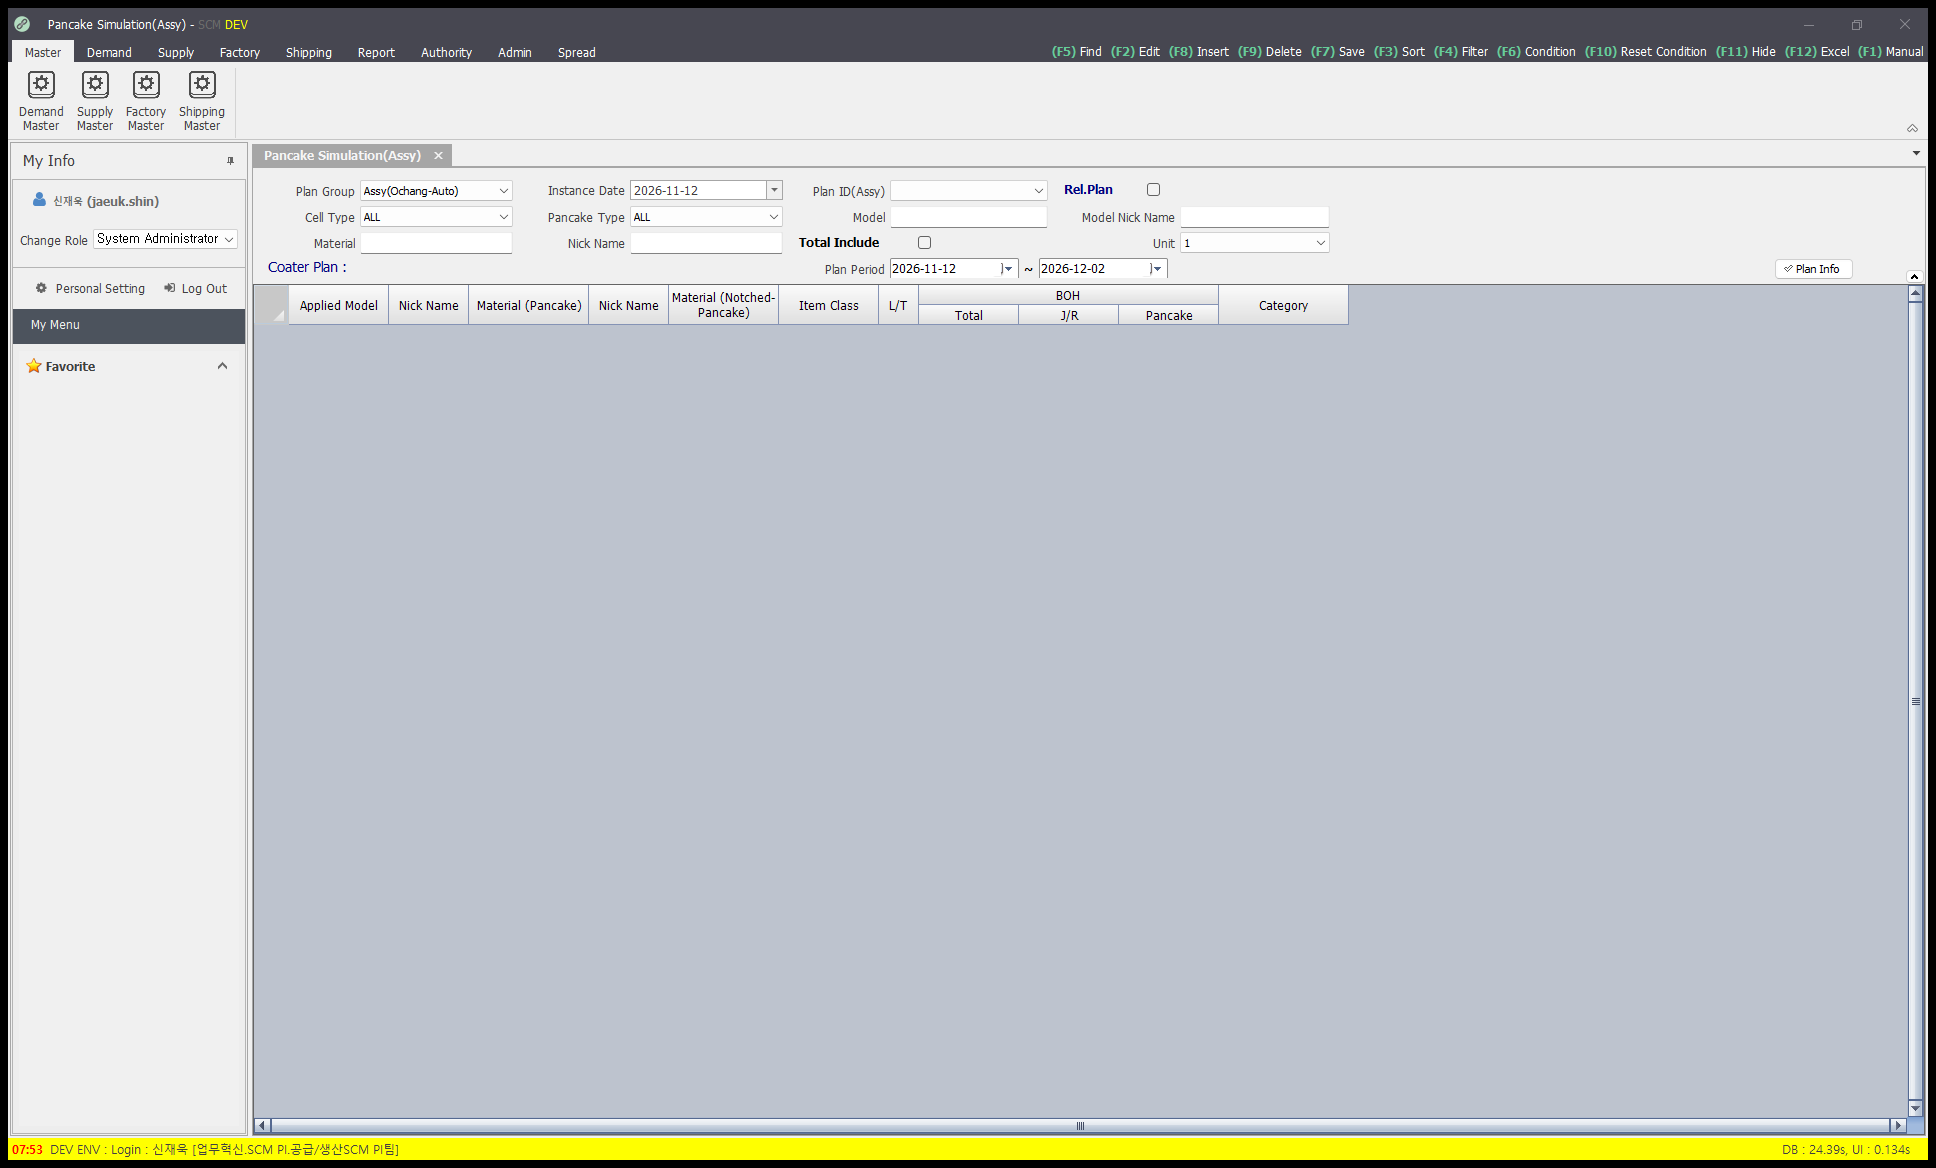 Pancake Simulation(Assy) - SCM DEV
Master Demand Supply Factory Shipping Report Authority Admin Spread
(F5) Find (F2) Edit (F8) Insert (F9) Delete (F7) Save (F3) Sort (F4) Filter (F6) Condition (F10) Reset Condition (F11) Hide (F12) Excel (F1) Manual
Demand Master
Supply Master
Factory Master
Shipping Master
My Info
신재욱 (jaeuk.shin)
Change Role System Administrator
Personal Setting Log Out
My Menu
Favorite
Pancake Simulation(Assy)
Plan Group Assy(Ochang-Auto) Instance Date 2026-11-12 Plan ID(Assy) Rel.Plan
Cell Type ALL Pancake Type ALL Model Model Nick Name
Material Nick Name Total Include Unit 1
Coater Plan : Plan Period 2026-11-12 ~ 2026-12-02 Plan Info
Applied Model Nick Name Material (Pancake) Nick Name Material (Notched-Pancake) Item Class L/T BOH Category
Total J/R Pancake
07:53 DEV ENV : Login : 신재욱 [업무혁신.SCM PI.공급/생산SCM PI팀]
DB : 24.39s, UI : 0.134s